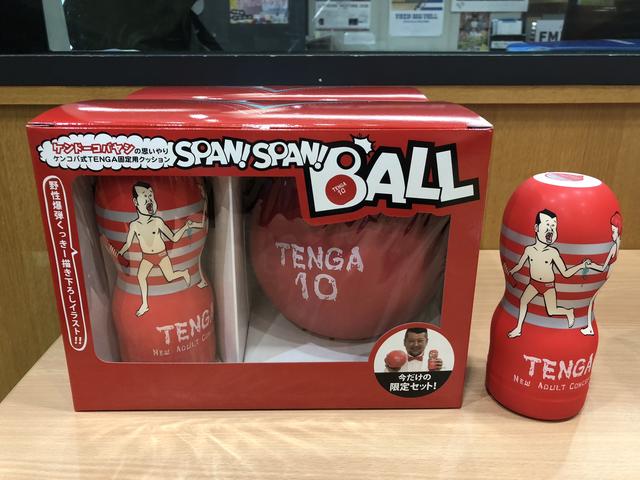 ケンドーコバヤシの思いやり
ケンコバ式TENGA固定用クッション
SPAN! SPAN!
BALL
TENGA
10
野性爆弾くっきー描き下ろしイラスト!!
TENGA
NEW ADULT CONCE
TENGA
10
今だけの
限定セット!
TENGA
NEW ADULT CONCE
FM